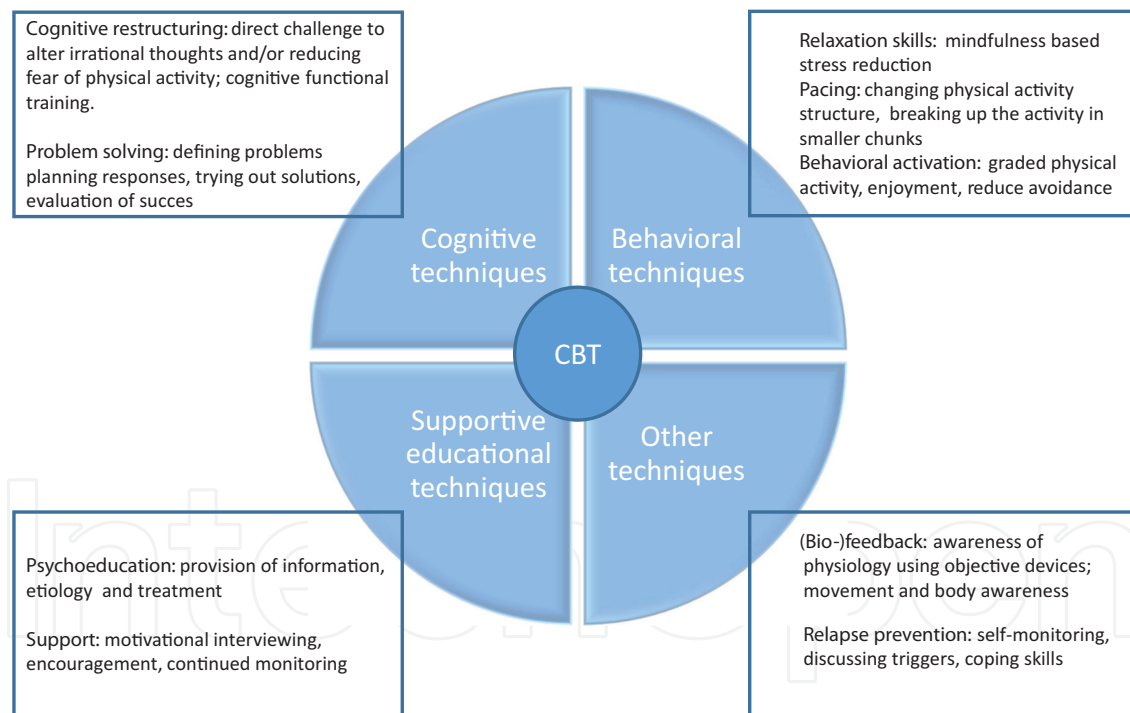 Cognitive restructuring: direct challenge to
alter irrational thoughts and/or reducing
fear of physical activity; cognitive functional
training.
Problem solving: defining problems
planning responses, trying out solutions,
evaluation of succes
Relaxation skills: mindfulness based
stress reduction
Pacing: changing physical activity
structure, breaking up the activity in
smaller chunks
Behavioral activation: graded physical
activity, enjoyment, reduce avoidance
Cognitive
techniques
Behavioral
techniques
CBT
Supportive
educational
techniques
Other
techniques
Psychoeducation: provision of information,
etiology and treatment
Support: motivational interviewing,
encouragement, continued monitoring
(Bio-)feedback: awareness of
physiology using objective devices;
movement and body awareness
Relapse prevention: self-monitoring,
discussing triggers, coping skills